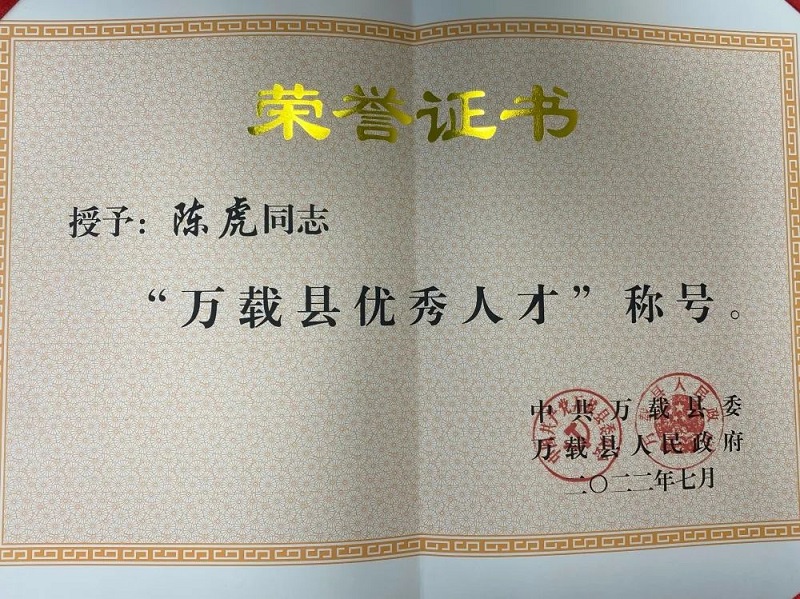 荣誉证书
授予：陈虎同志
“万载县优秀人才”称号。
中共万载县委
万载县人民政府
二〇二二年七月